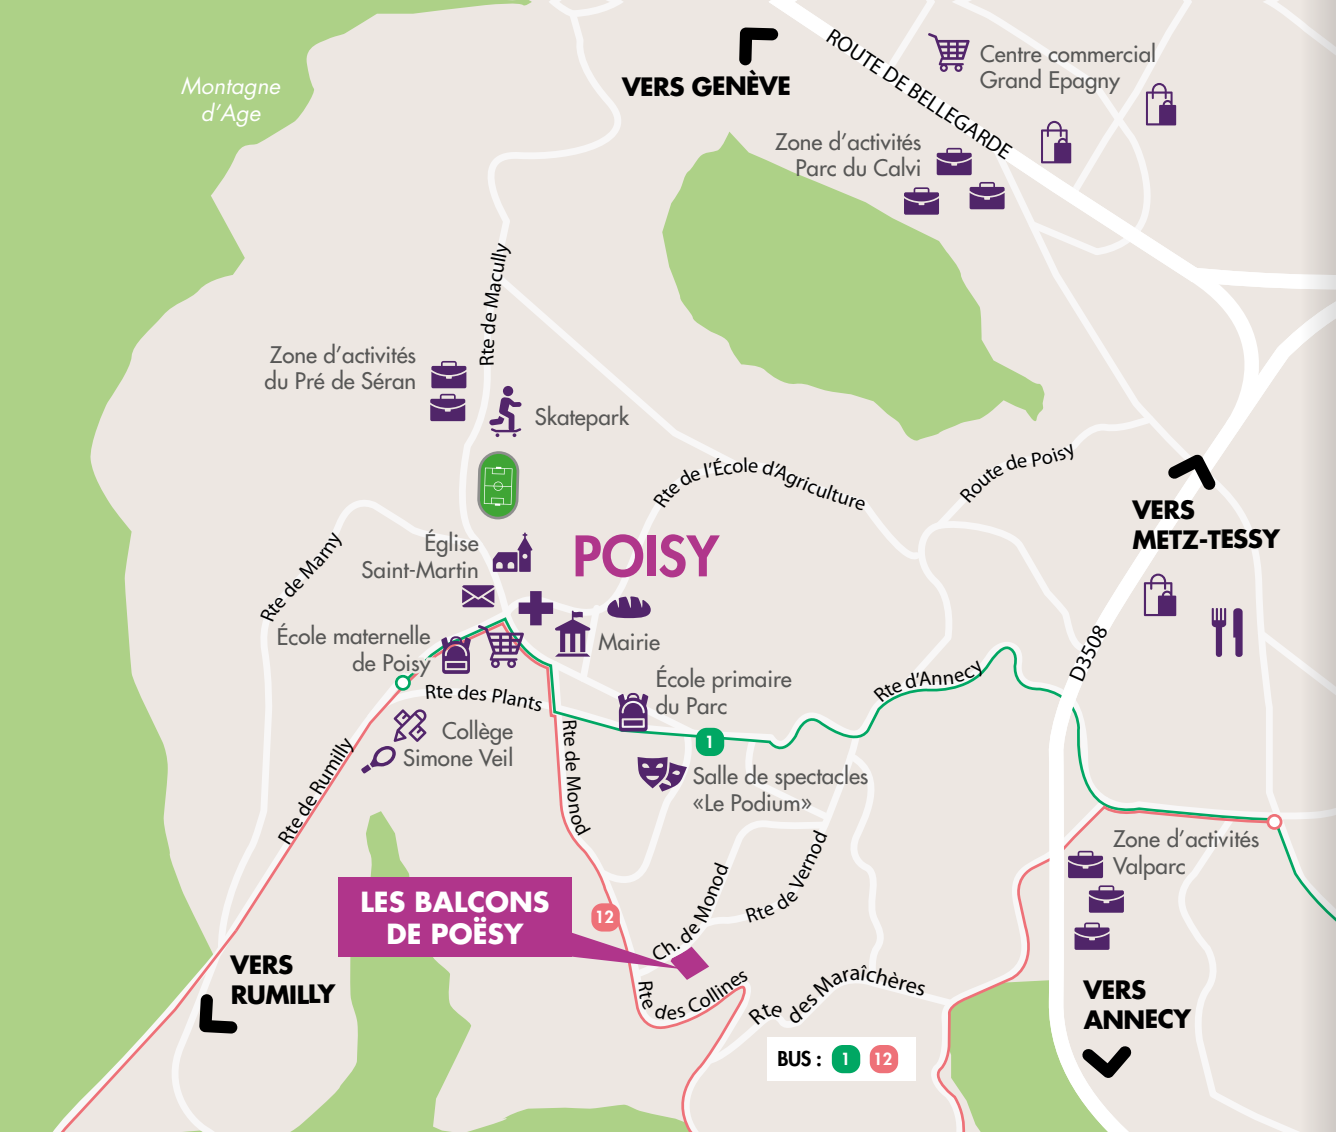 Montagne
d'Age
VERS GENÈVE
ROUTE DE BELLEGARDE
Centre commercial
Grand Epagny
Zone d'activités
Parc du Calvi
Rte de Macully
Zone d'activités
du Pré de Séran
Skatepark
Rte de l'École d'Agriculture
Route de Poisy
VERS
METZ-TESSY
Rte de Marny
Église
Saint-Martin
POISY
École maternelle
de Poisy
Mairie
Rte des Plants
École primaire
du Parc
Rte d'Annecy
D3508
Collège
Simone Veil
Rte de Rumilly
Rte de Monod
1
Salle de spectacles
«Le Podium»
Zone d'activités
Valparc
LES BALCONS
DE POËSY
12
Ch. de Monod
Rte de Vernod
VERS
RUMILLY
Rte des Collines
Rte des Maraîchères
VERS
ANNECY
BUS : 1 12